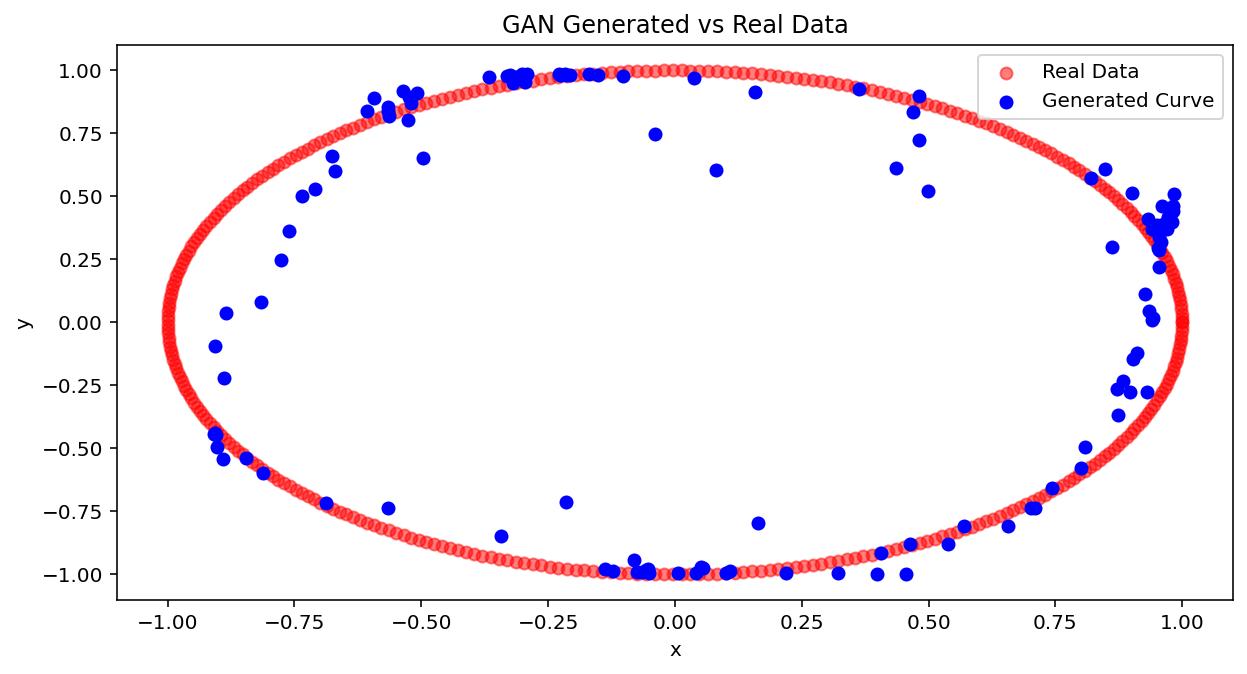 GAN Generated vs Real Data
Real Data
Generated Curve
1.00
0.75
0.50
0.25
0.00
−0.25
−0.50
−0.75
−1.00
y
−1.00 −0.75 −0.50 −0.25 0.00 0.25 0.50 0.75 1.00
x